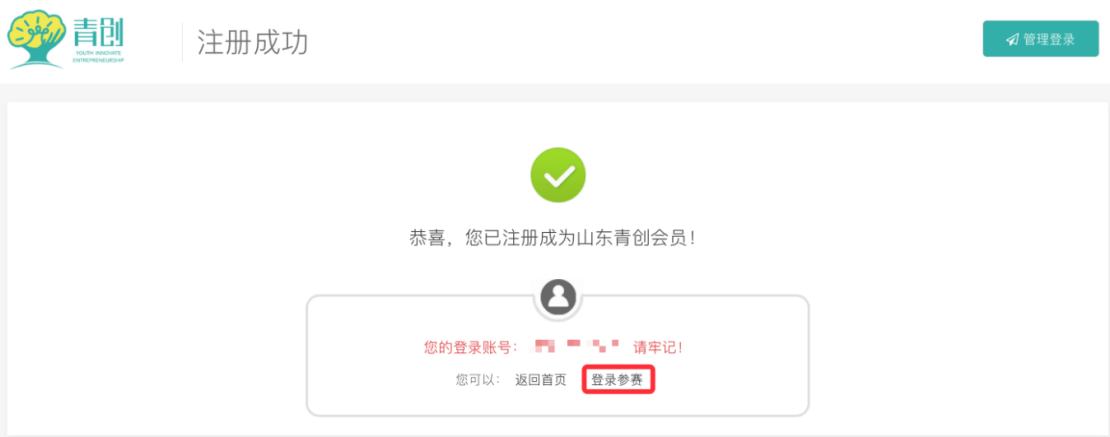 青创
YOUTH INNOVATE
ENTREPRENEURSHIP
注册成功
管理登录
恭喜，您已注册成为山东青创会员！
您的登录账号： 请牢记！
您可以： 返回首页 登录参赛